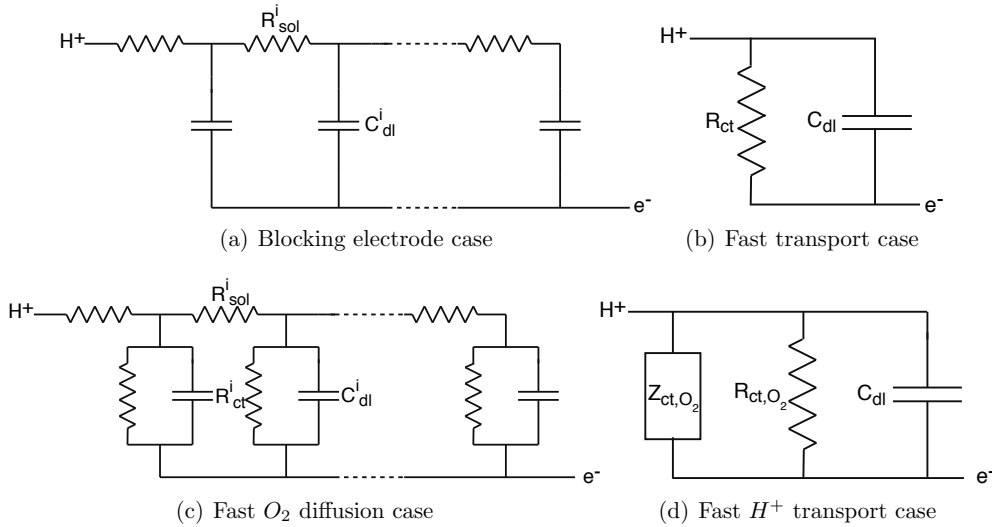 H+
R^i_sol
C^i_dl
e-
(a) Blocking electrode case
H+
R_ct
C_dl
e-
(b) Fast transport case
H+
R^i_sol
R^i_ct
C^i_dl
e-
(c) Fast O_2 diffusion case
H+
Z_ct,O_2
R_ct,O_2
C_dl
e-
(d) Fast H^+ transport case